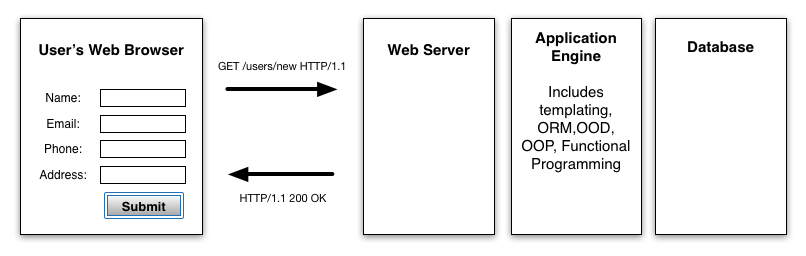 User's Web Browser
Name:
Email:
Phone:
Address:
Submit
GET /users/new HTTP/1.1
HTTP/1.1 200 OK
Web Server
Application
Engine
Includes
templating,
ORM,OOD,
OOP, Functional
Programming
Database